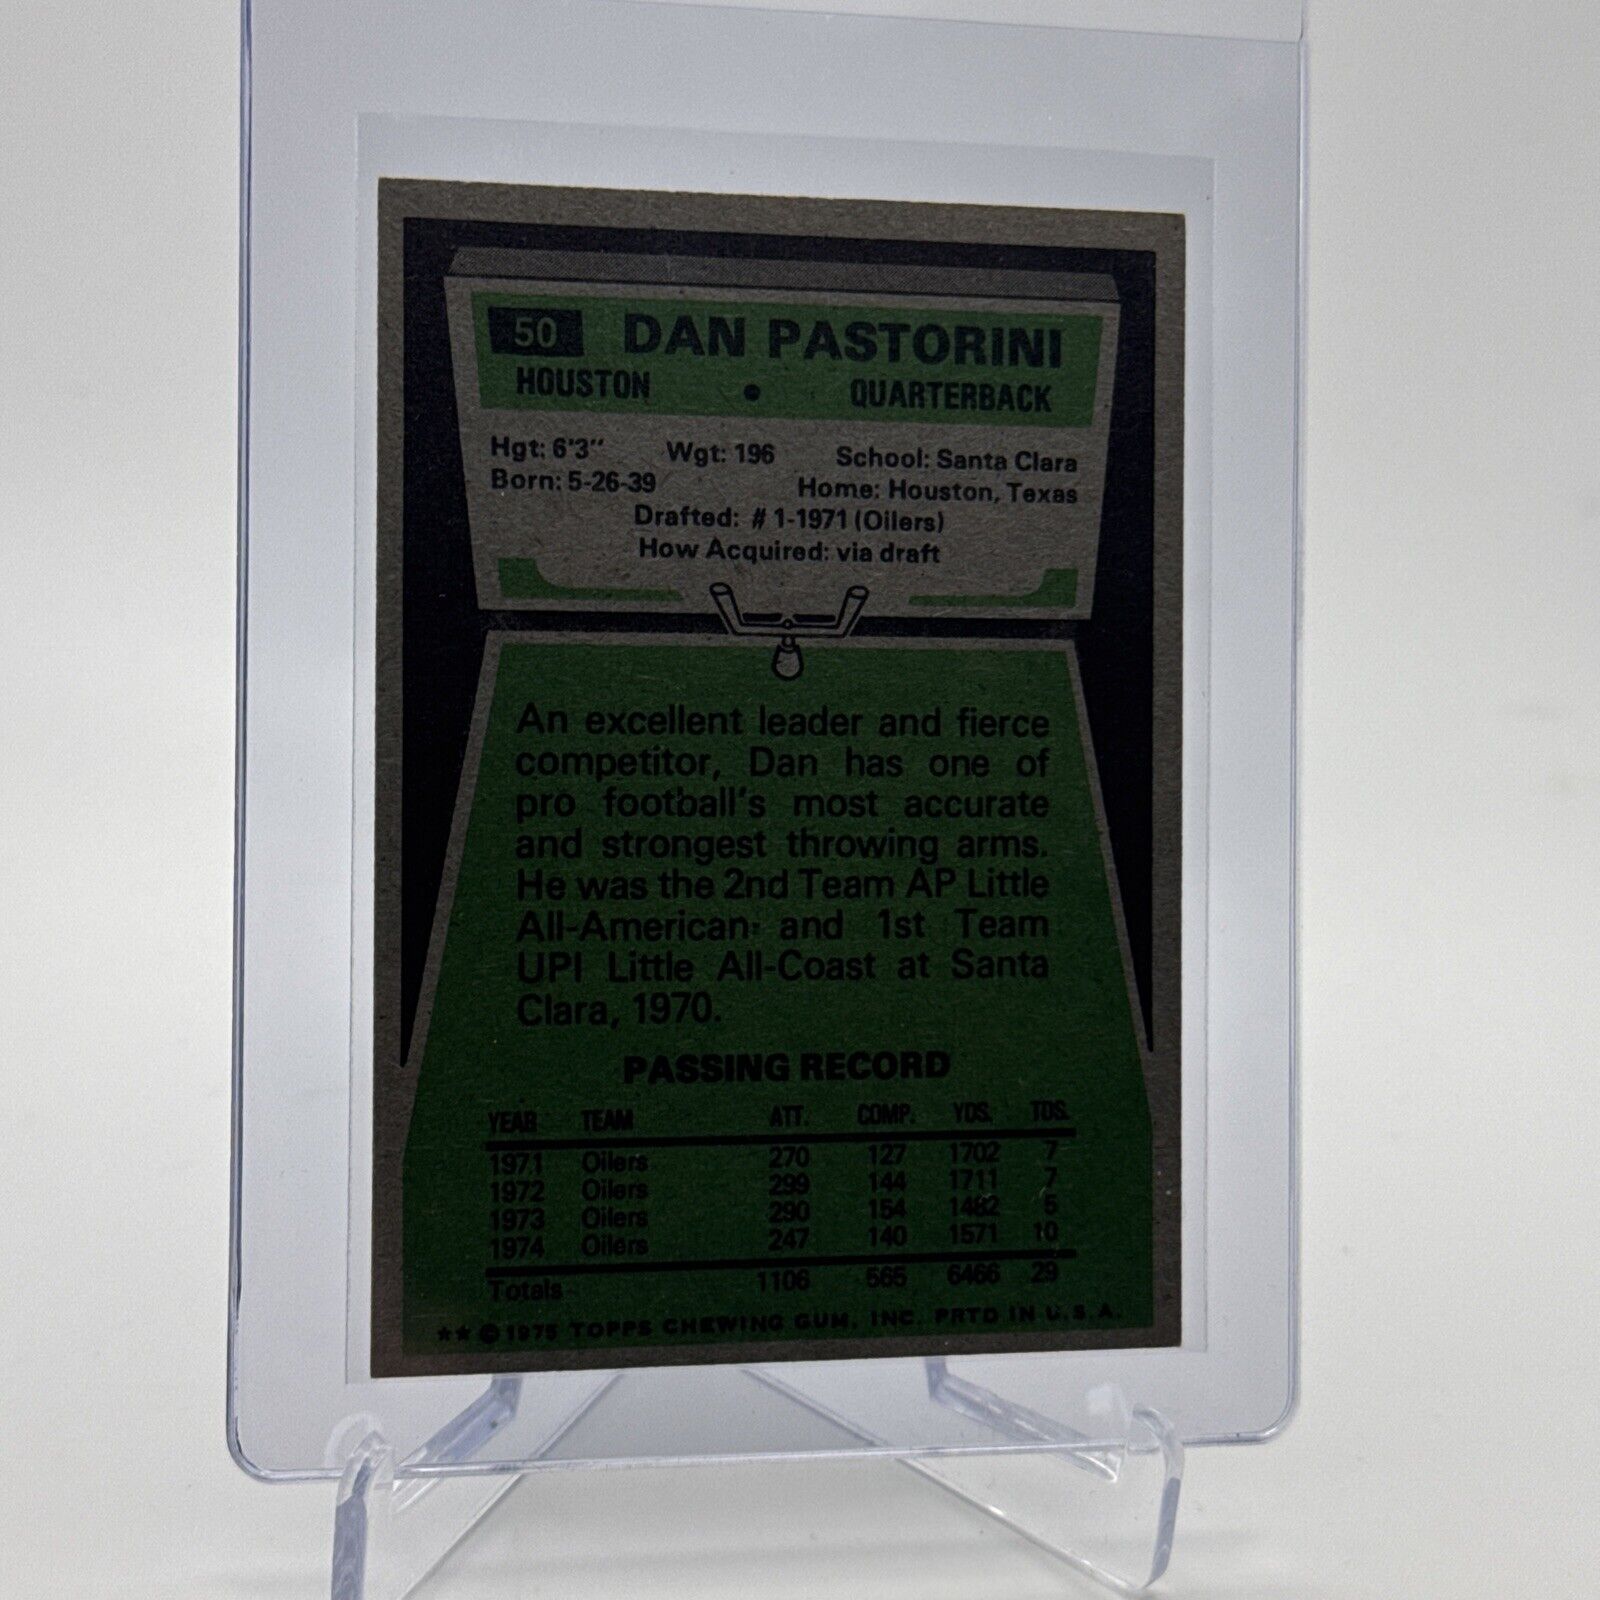 50 DAN PASTORINI
HOUSTON • QUARTERBACK
Hgt: 6'3" Wgt: 196 School: Santa Clara
Born: 5-26-39 Home: Houston, Texas
Drafted: # 1-1971 (Oilers)
How Acquired: via draft
An excellent leader and fierce
competitor, Dan has one of
pro football's most accurate
and strongest throwing arms.
He was the 2nd Team AP Little
All-American and 1st Team
UPI Little All-Coast at Santa
Clara, 1970.
PASSING RECORD
YEAR TEAM ATT. COMP. YDS. TDS.
1971 Oilers 270 127 1702 7
1972 Oilers 299 144 1711 7
1973 Oilers 290 154 1482 5
1974 Oilers 247 140 1571 10
Totals 1106 565 6466 29
** © 1975 TOPPS CHEWING GUM, INC. PRTD IN U.S.A.